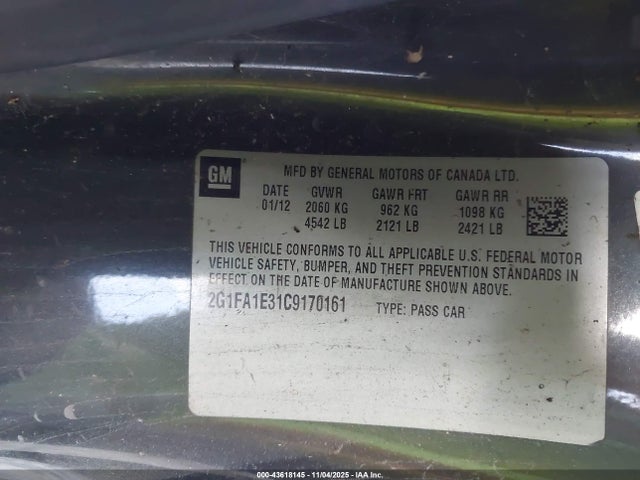 GM
MFD BY GENERAL MOTORS OF CANADA LTD.
DATE GVWR GAWR FRT GAWR RR
01/12 2060 KG 962 KG 1098 KG
4542 LB 2121 LB 2421 LB
THIS VEHICLE CONFORMS TO ALL APPLICABLE U.S. FEDERAL MOTOR
VEHICLE SAFETY, BUMPER, AND THEFT PREVENTION STANDARDS IN
EFFECT ON THE DATE OF MANUFACTURE SHOWN ABOVE.
2G1FA1E31C9170161 TYPE: PASS CAR
000-43618145 - 11/04/2025 - IAA Inc.